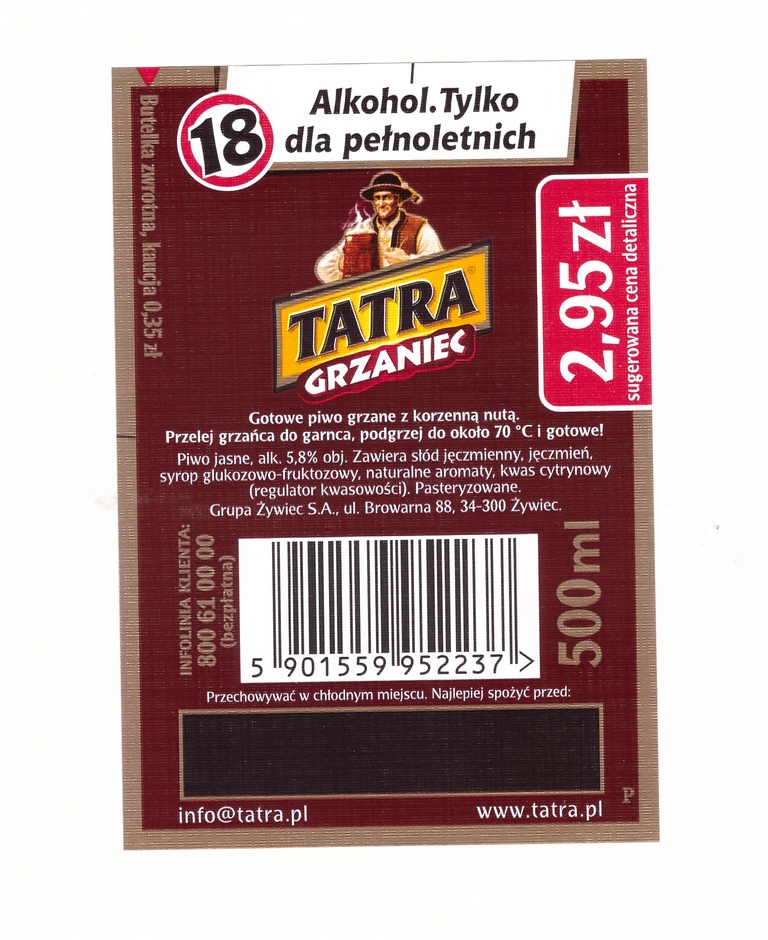 18
Alkohol.Tylko
dla pełnoletnich
Butelka zwrotna, kaucja 0,35 zł
2,95 zł
sugerowana cena detaliczna
TATRA®
GRZANIEC
Gotowe piwo grzane z korzenną nutą.
Przelej grzańca do garnca, podgrzej do około 70 °C i gotowe!
Piwo jasne, alk. 5,8% obj. Zawiera słód jęczmienny, jęczmień,
syrop glukozowo-fruktozowy, naturalne aromaty, kwas cytrynowy
(regulator kwasowości). Pasteryzowane.
Grupa Żywiec S.A., ul. Browarna 88, 34-300 Żywiec.
INFOLINIA KLIENTA:
800 61 00 00
(bezpłatna)
5 901559 952237 >
500 ml
Przechowywać w chłodnym miejscu. Najlepiej spożyć przed:
info@tatra.pl
www.tatra.pl
P